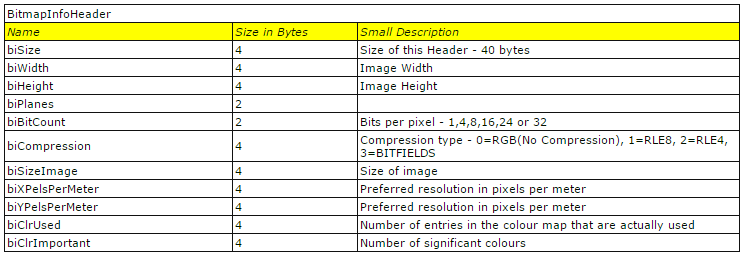 BitmapInfoHeader
Name Size in Bytes Small Description
biSize 4 Size of this Header - 40 bytes
biWidth 4 Image Width
biHeight 4 Image Height
biPlanes 2
biBitCount 2 Bits per pixel - 1,4,8,16,24 or 32
biCompression 4 Compression type - 0=RGB(No Compression), 1=RLE8, 2=RLE4,
3=BITFIELDS
biSizeImage 4 Size of image
biXPelsPerMeter 4 Preferred resolution in pixels per meter
biYPelsPerMeter 4 Preferred resolution in pixels per meter
biClrUsed 4 Number of entries in the colour map that are actually used
biClrImportant 4 Number of significant colours